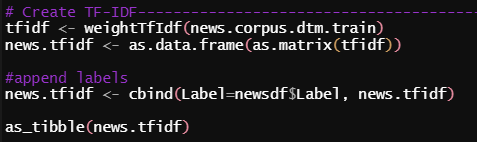 # Create TF-IDF----------------------------------------
tfidf <- weightTfIdf(news.corpus.dtm.train)
news.tfidf <- as.data.frame(as.matrix(tfidf))
#append labels
news.tfidf <- cbind(Label=newsdf$Label, news.tfidf)
as_tibble(news.tfidf)